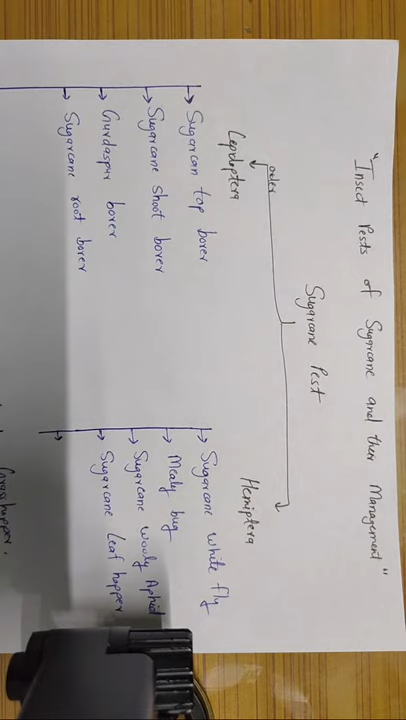 "Insect Pests of Sugarcane and their Management"
Sugarcane Pest
order
Lepidoptera
Hemiptera
Sugarcan top borer
Sugarcane shoot borer
Gurdaspur borer
Sugarcane root borer
Sugarcane white fly
Mealy bug
Sugarcane wooly Aphid
Sugarcane Leaf hopper
Grasshopper.